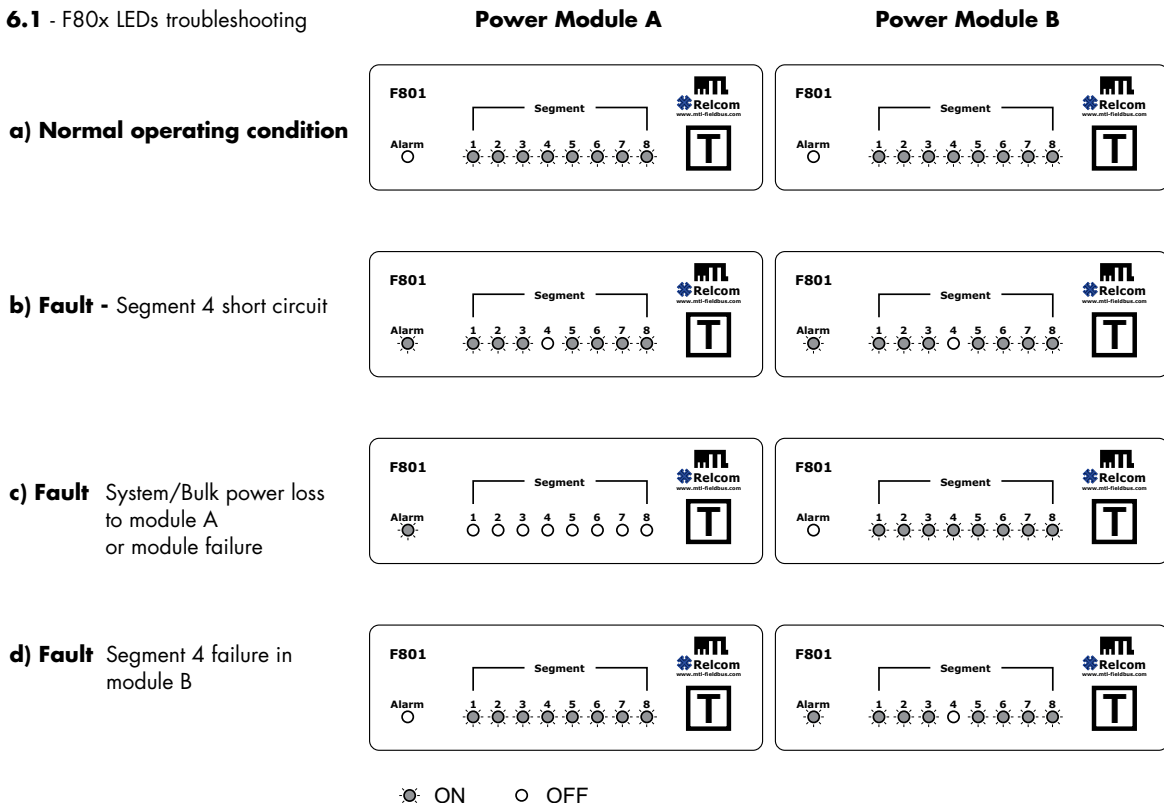 6.1 - F80x LEDs troubleshooting
Power Module A
Power Module B
a) Normal operating condition
F801
Segment
Relcom
www.mtl-fieldbus.com
Alarm
1 2 3 4 5 6 7 8
T
F801
Segment
Relcom
www.mtl-fieldbus.com
Alarm
1 2 3 4 5 6 7 8
T
b) Fault - Segment 4 short circuit
F801
Segment
Relcom
www.mtl-fieldbus.com
Alarm
1 2 3 4 5 6 7 8
T
F801
Segment
Relcom
www.mtl-fieldbus.com
Alarm
1 2 3 4 5 6 7 8
T
c) Fault System/Bulk power loss
to module A
or module failure
F801
Segment
Relcom
www.mtl-fieldbus.com
Alarm
1 2 3 4 5 6 7 8
T
F801
Segment
Relcom
www.mtl-fieldbus.com
Alarm
1 2 3 4 5 6 7 8
T
d) Fault Segment 4 failure in
module B
F801
Segment
Relcom
www.mtl-fieldbus.com
Alarm
1 2 3 4 5 6 7 8
T
F801
Segment
Relcom
www.mtl-fieldbus.com
Alarm
1 2 3 4 5 6 7 8
T
ON OFF